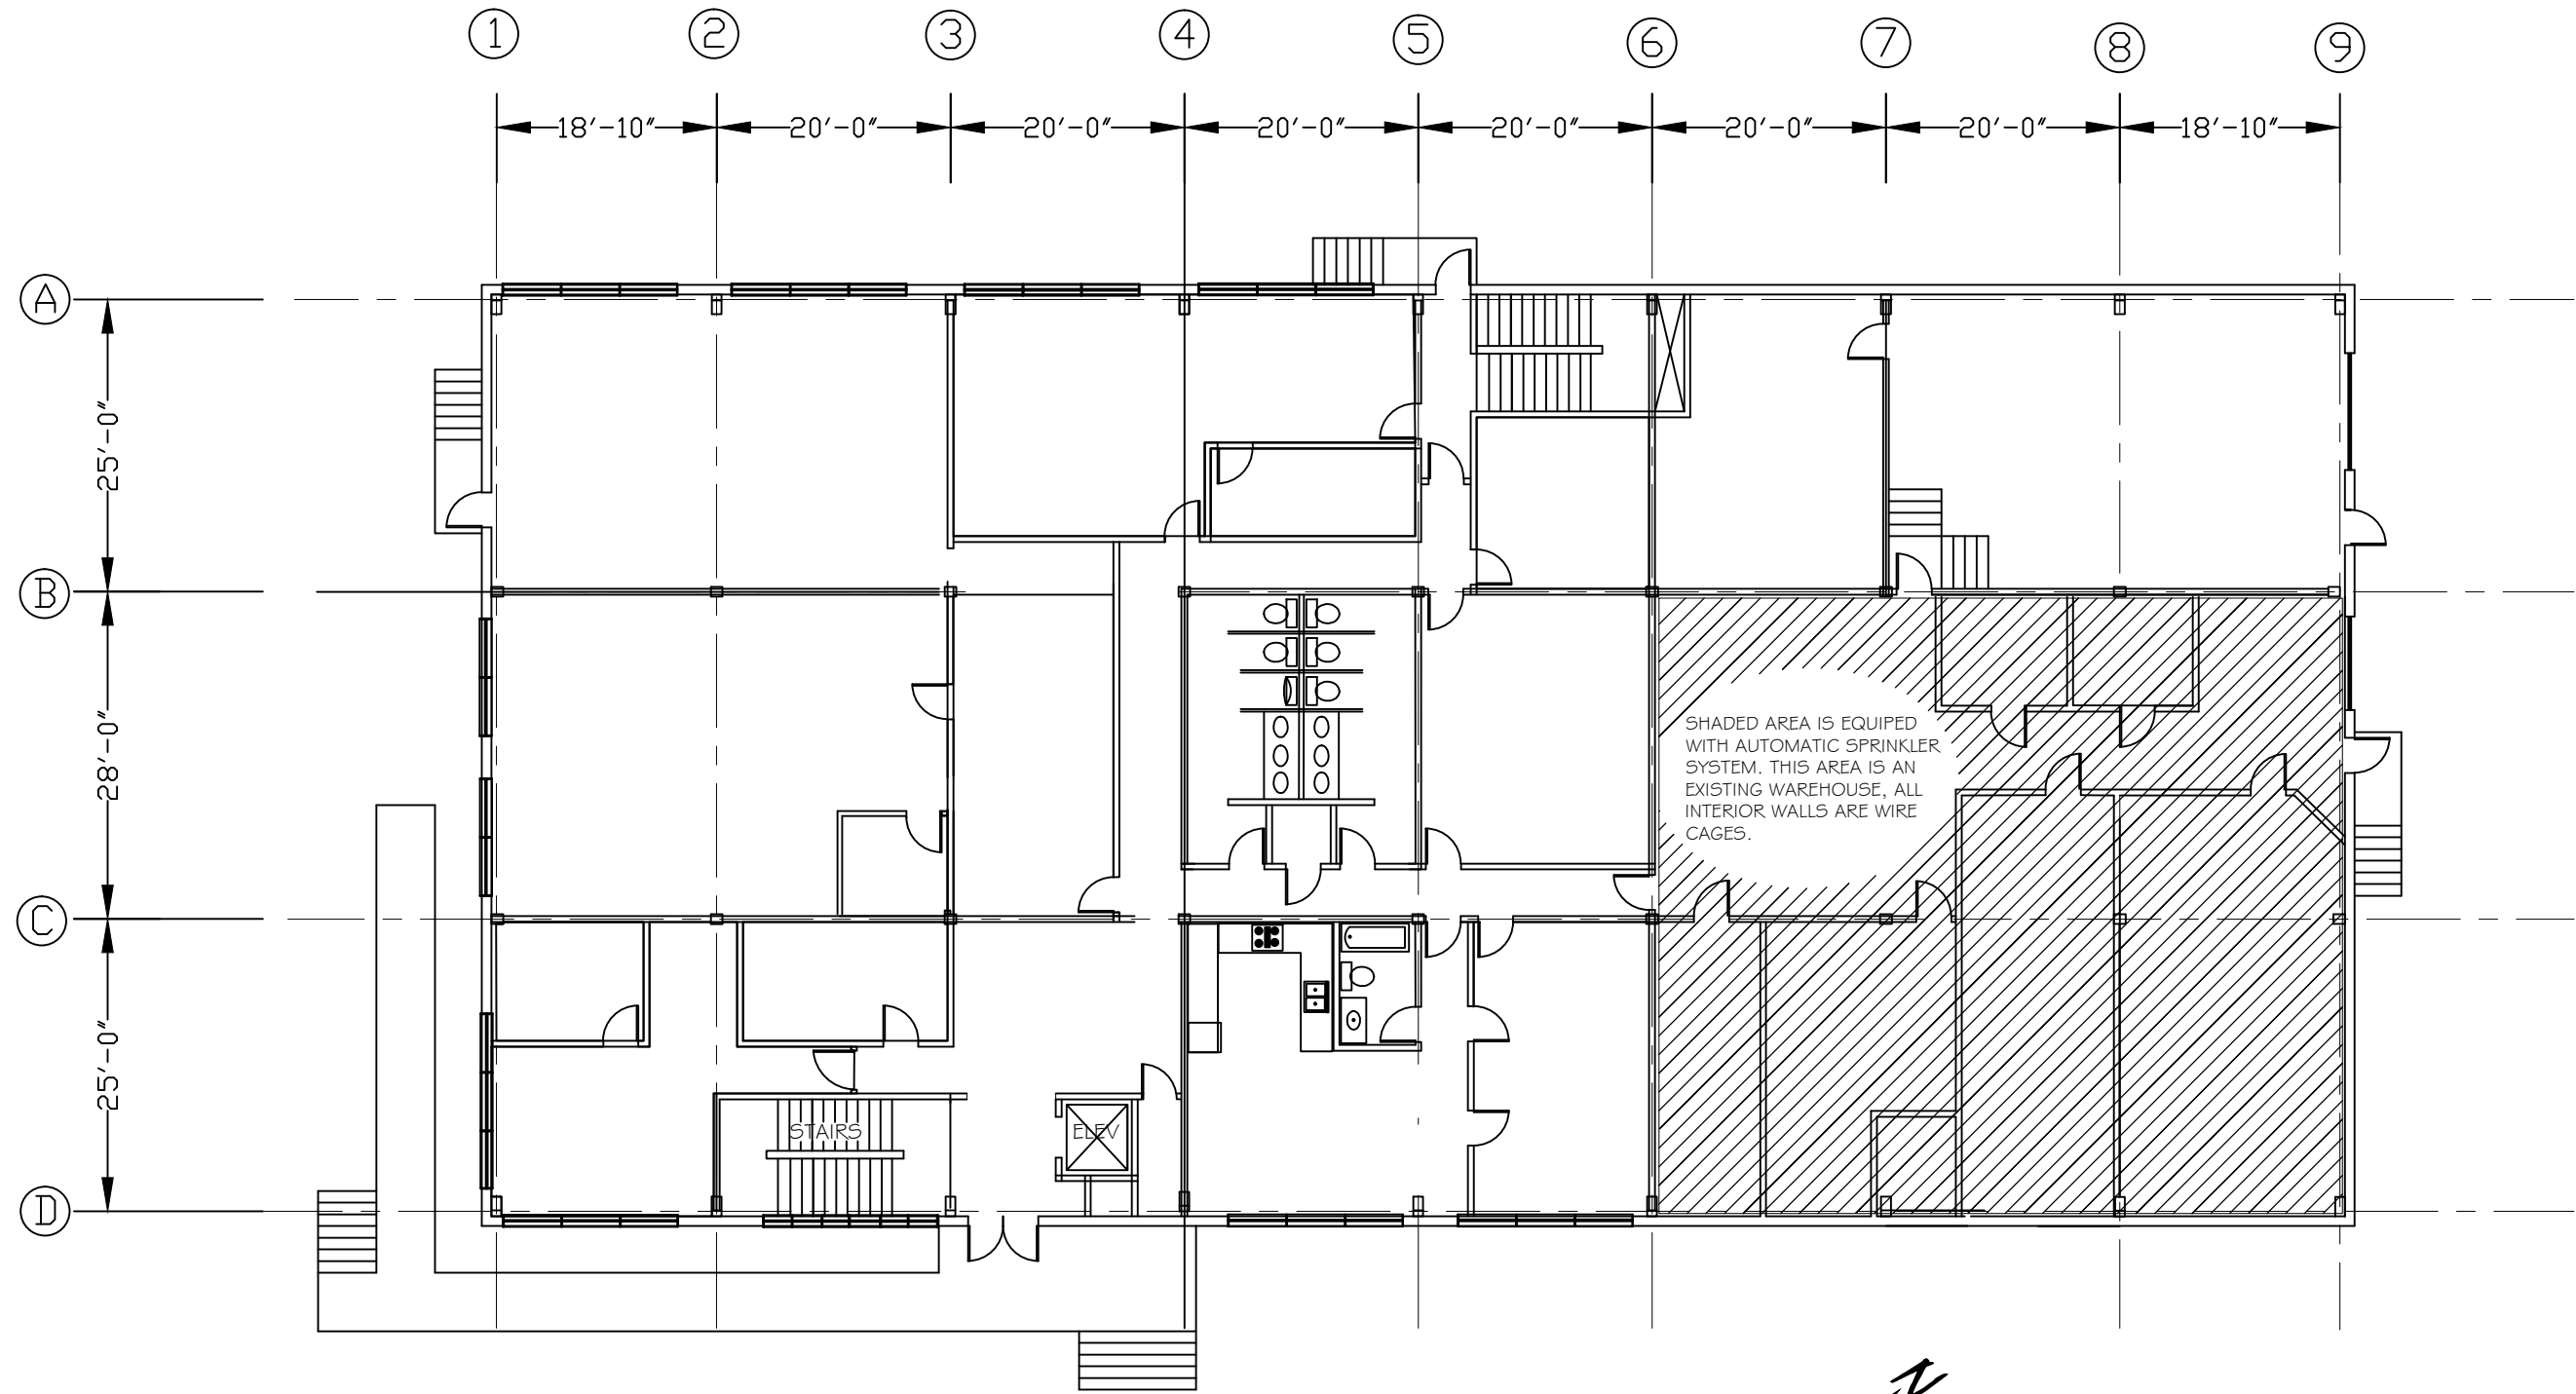 1 2 3 4 5 6 7 8 9
18'-10" 20'-0" 20'-0" 20'-0" 20'-0" 20'-0" 20'-0" 18'-10"
A
25'-0"
B
28'-0"
C
25'-0"
D
SHADED AREA IS EQUIPED
WITH AUTOMATIC SPRINKLER
SYSTEM. THIS AREA IS AN
EXISTING WAREHOUSE, ALL
INTERIOR WALLS ARE WIRE
CAGES.
STAIRS
ELEV
N